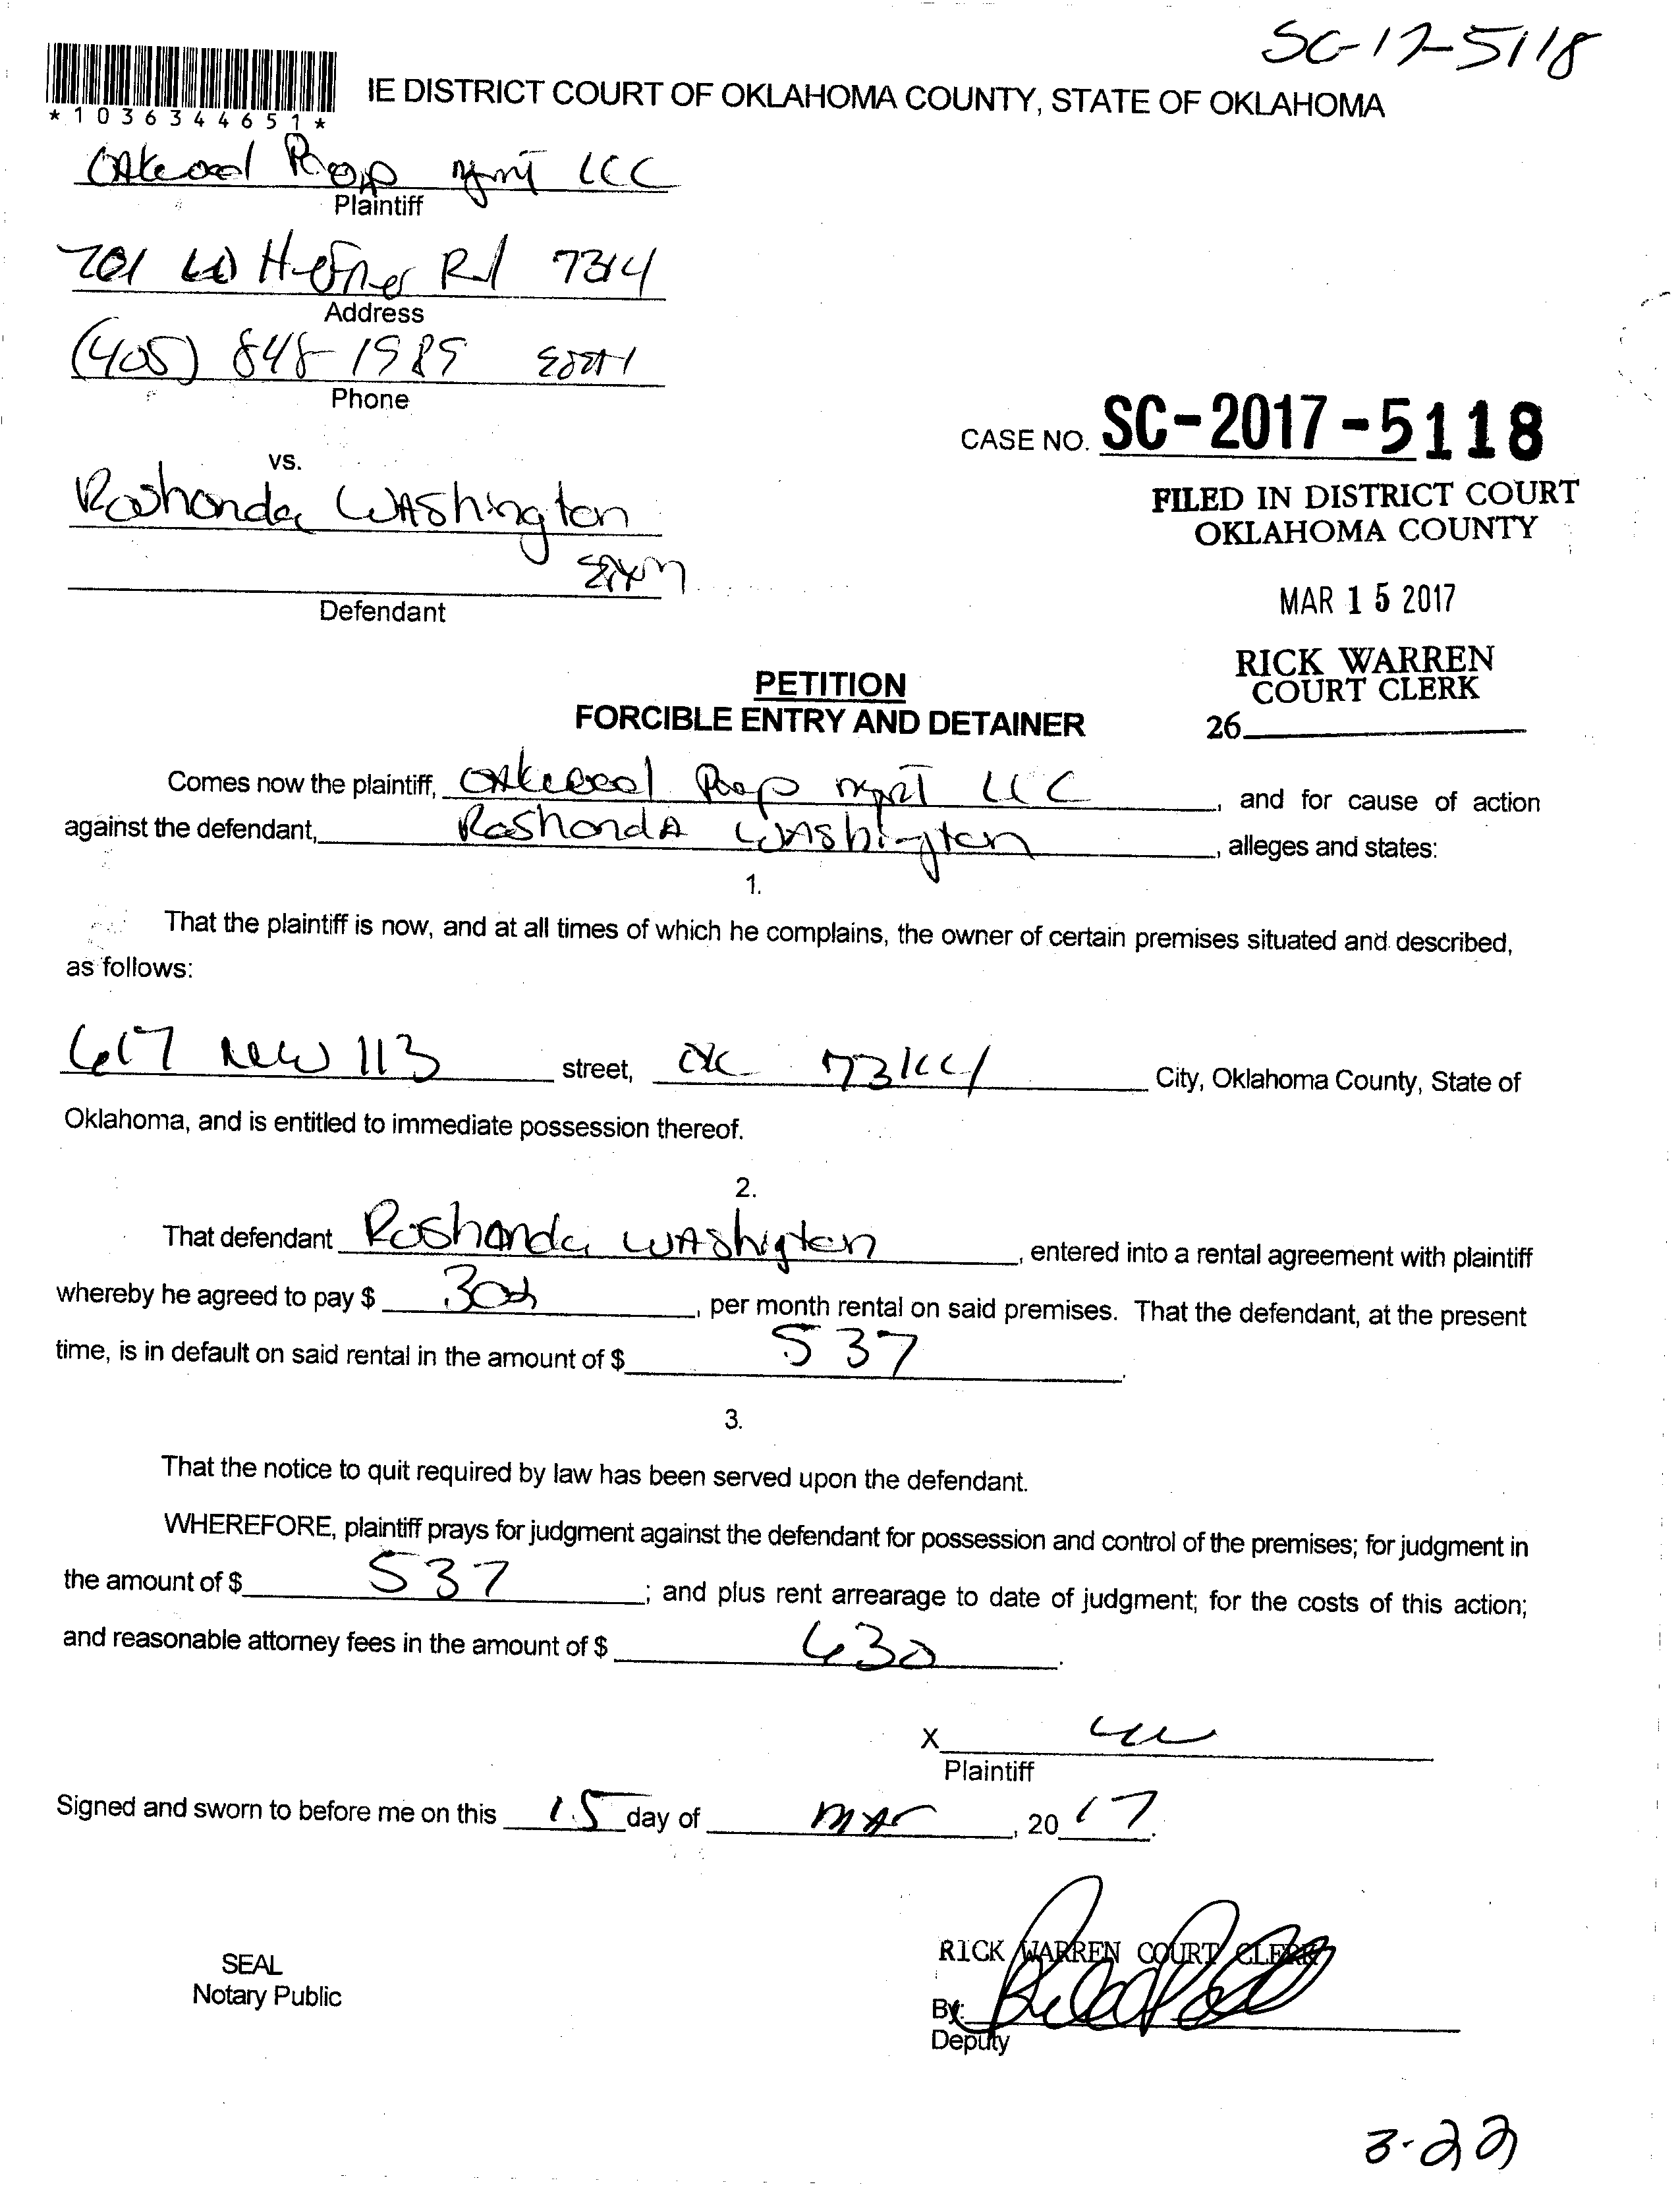 SC-17-5118
*1036344651*
IE DISTRICT COURT OF OKLAHOMA COUNTY, STATE OF OKLAHOMA
Oakwood Prop Mgmt LLC
Plaintiff
701 W Hefner Rd 7314
Address
(405) 848-1989
Phone
CASE NO. SC-2017-5118
vs.
FILED IN DISTRICT COURT
OKLAHOMA COUNTY
Roshonda Washington
MAR 15 2017
Defendant
RICK WARREN
COURT CLERK
26
PETITION
FORCIBLE ENTRY AND DETAINER
Comes now the plaintiff, Oakwood Prop Mgmt LLC, and for cause of action
against the defendant, Roshonda Washington, alleges and states:
1.
That the plaintiff is now, and at all times of which he complains, the owner of certain premises situated and described,
as follows:
617 NW 113 street, OK City, Oklahoma County, State of
Oklahoma, and is entitled to immediate possession thereof.
2.
That defendant Roshonda Washigton, entered into a rental agreement with plaintiff
whereby he agreed to pay $, per month rental on said premises. That the defendant, at the present
time, is in default on said rental in the amount of $ 537.
3.
That the notice to quit required by law has been served upon the defendant.
WHEREFORE, plaintiff prays for judgment against the defendant for possession and control of the premises; for judgment in
the amount of $ 537; and plus rent arrearage to date of judgment; for the costs of this action;
and reasonable attorney fees in the amount of $ 630.
X
Plaintiff
Signed and sworn to before me on this 15 day of Mar, 2017.
RICK WARREN COURT CLERK
SEAL
Notary Public
By:
Deputy
3-22